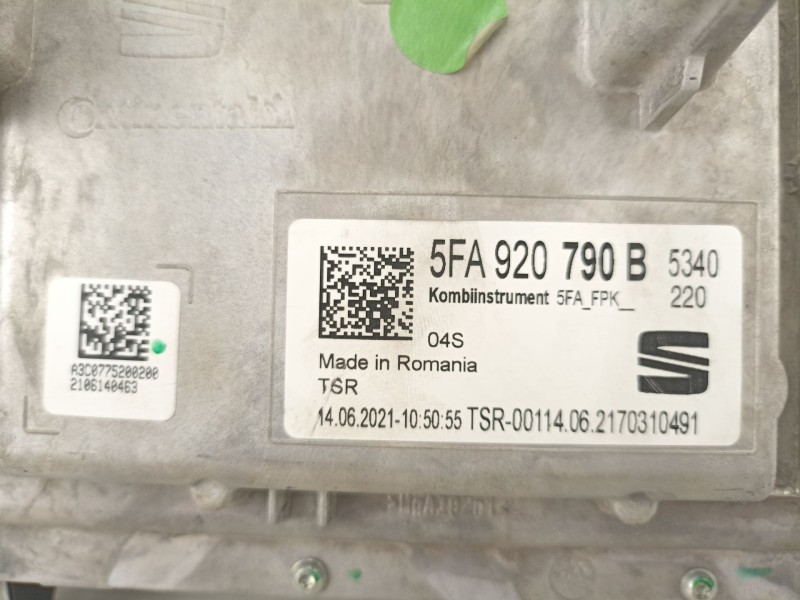 Continental
5FA 920 790 B 5340
Kombiinstrument 5FA_FPK__ 220
04S
Made in Romania
TSR
14.06.2021-10:50:55 TSR-00114.06.2170310491
A3C0775200200
2106140463